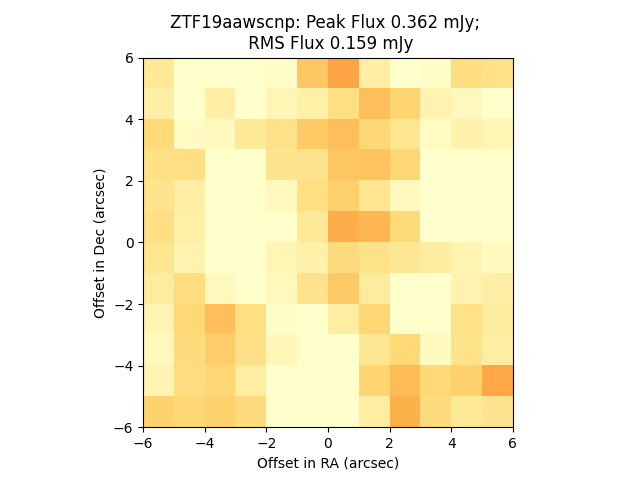 ZTF19aawscnp: Peak Flux 0.362 mJy;
RMS Flux 0.159 mJy
6
4
2
0
−2
−4
−6
Offset in Dec (arcsec)
−6 −4 −2 0 2 4 6
Offset in RA (arcsec)